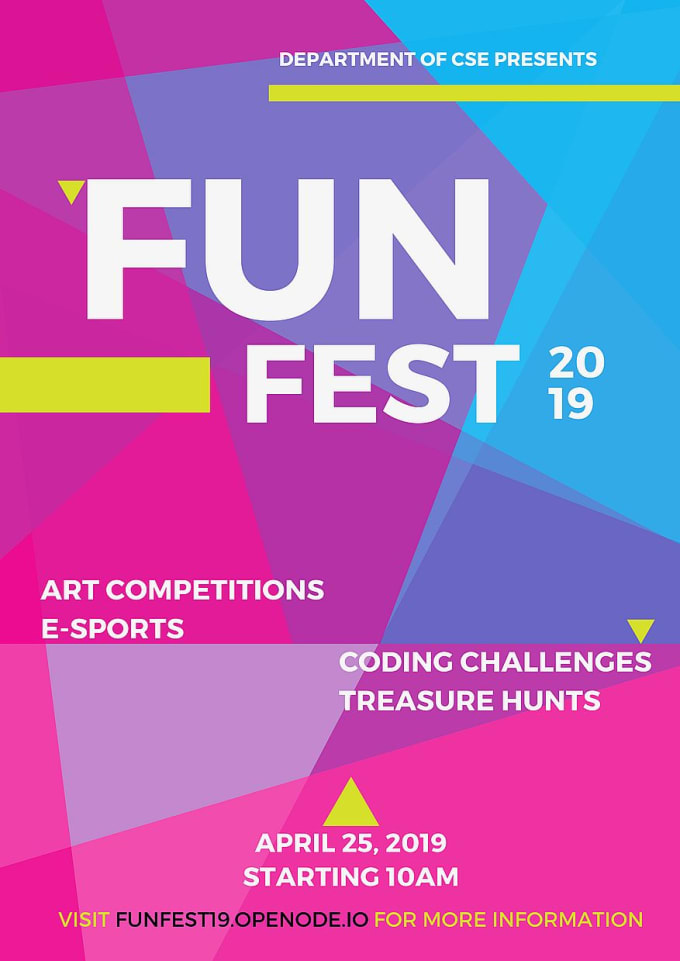 DEPARTMENT OF CSE PRESENTS
FUN
FEST
20
19
ART COMPETITIONS
E-SPORTS
CODING CHALLENGES
TREASURE HUNTS
APRIL 25, 2019
STARTING 10AM
VISIT FUNFEST19.OPENODE.IO FOR MORE INFORMATION